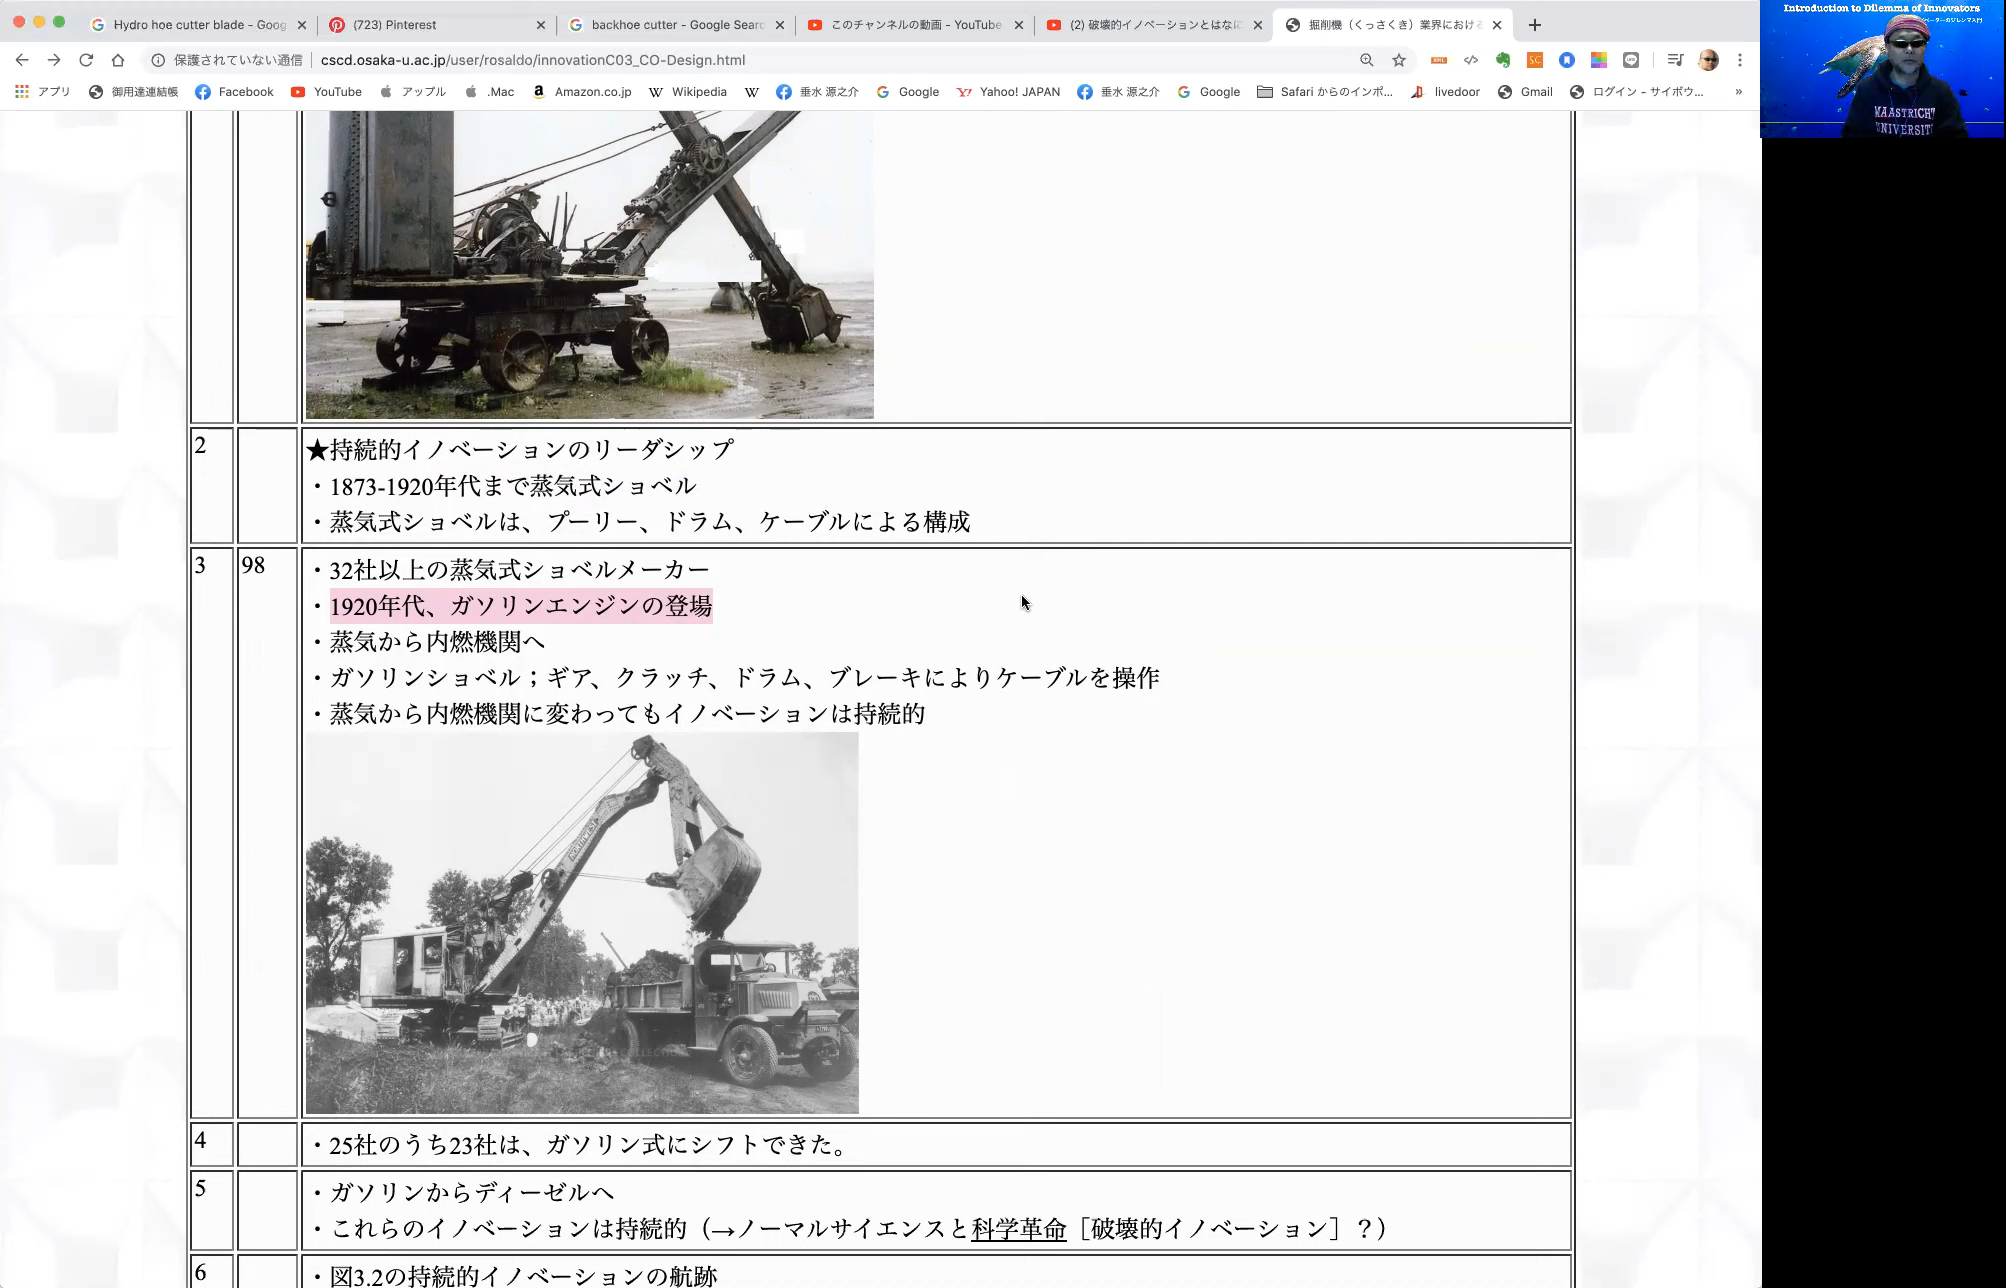 Hydro hoe cutter blade - Goog
(723) Pinterest
backhoe cutter - Google Searc
このチャンネルの動画 - YouTube
(2) 破壊的イノベーションとはなに
掘削機（くっさくき）業界における
保護されていない通信
cscd.osaka-u.ac.jp/user/rosaldo/innovationC03_CO-Design.html
アプリ
御用達連結帳
Facebook
YouTube
アップル
.Mac
Amazon.co.jp
Wikipedia
垂水 源之介
Google
Yahoo! JAPAN
垂水 源之介
Google
Safari からのインポ...
livedoor
Gmail
ログイン - サイボウ...
»
Introduction to Dilemma of Innovators
MAASTRICHT
UNIVERSIT
2
★持続的イノベーションのリーダシップ
・1873-1920年代まで蒸気式ショベル
・蒸気式ショベルは、プーリー、ドラム、ケーブルによる構成
3
98
・32社以上の蒸気式ショベルメーカー
・1920年代、ガソリンエンジンの登場
・蒸気から内燃機関へ
・ガソリンショベル；ギア、クラッチ、ドラム、ブレーキによりケーブルを操作
・蒸気から内燃機関に変わってもイノベーションは持続的
NORTHWEST
4
・25社のうち23社は、ガソリン式にシフトできた。
5
・ガソリンからディーゼルへ
・これらのイノベーションは持続的（→ノーマルサイエンスと科学革命［破壊的イノベーション］？）
6
・図3.2の持続的イノベーションの航跡